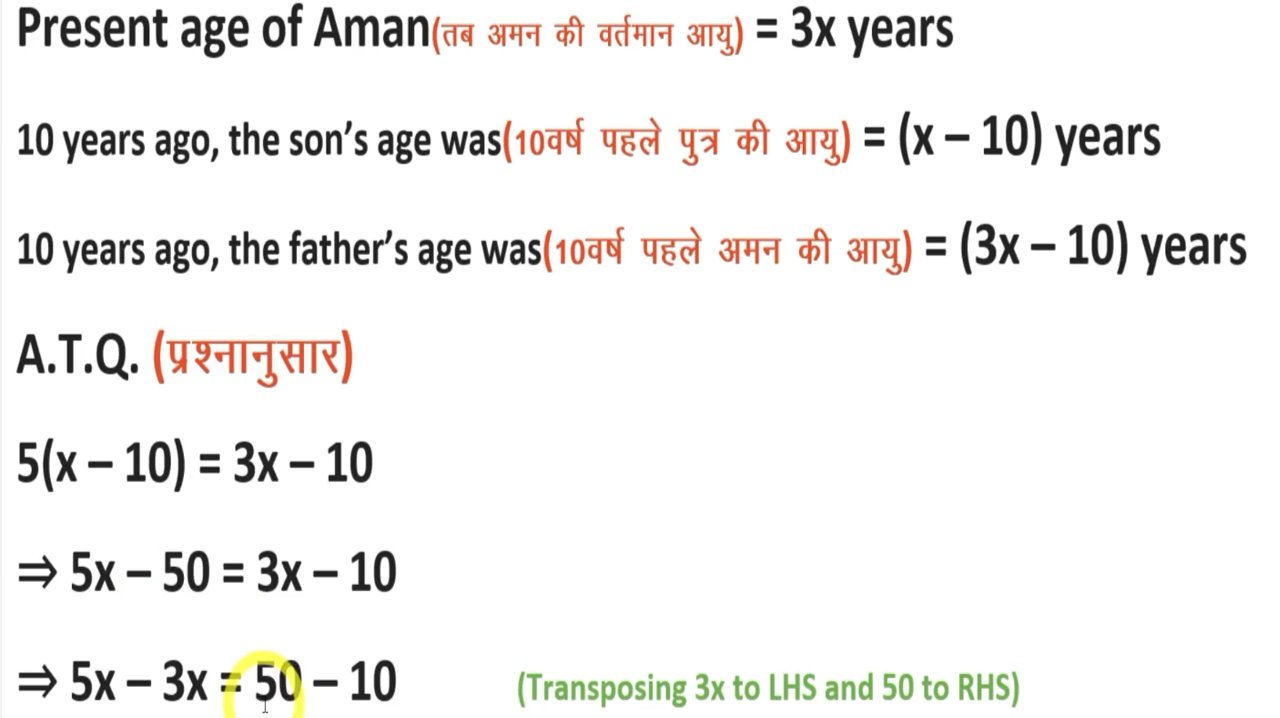 Present age of Aman(तब अमन की वर्तमान आयु) = 3x years
10 years ago, the son’s age was(10वर्ष पहले पुत्र की आयु) = (x – 10) years
10 years ago, the father’s age was(10वर्ष पहले अमन की आयु) = (3x – 10) years
A.T.Q. (प्रश्नानुसार)
5(x – 10) = 3x – 10
⇒ 5x – 50 = 3x – 10
⇒ 5x – 3x = 50 – 10 (Transposing 3x to LHS and 50 to RHS)